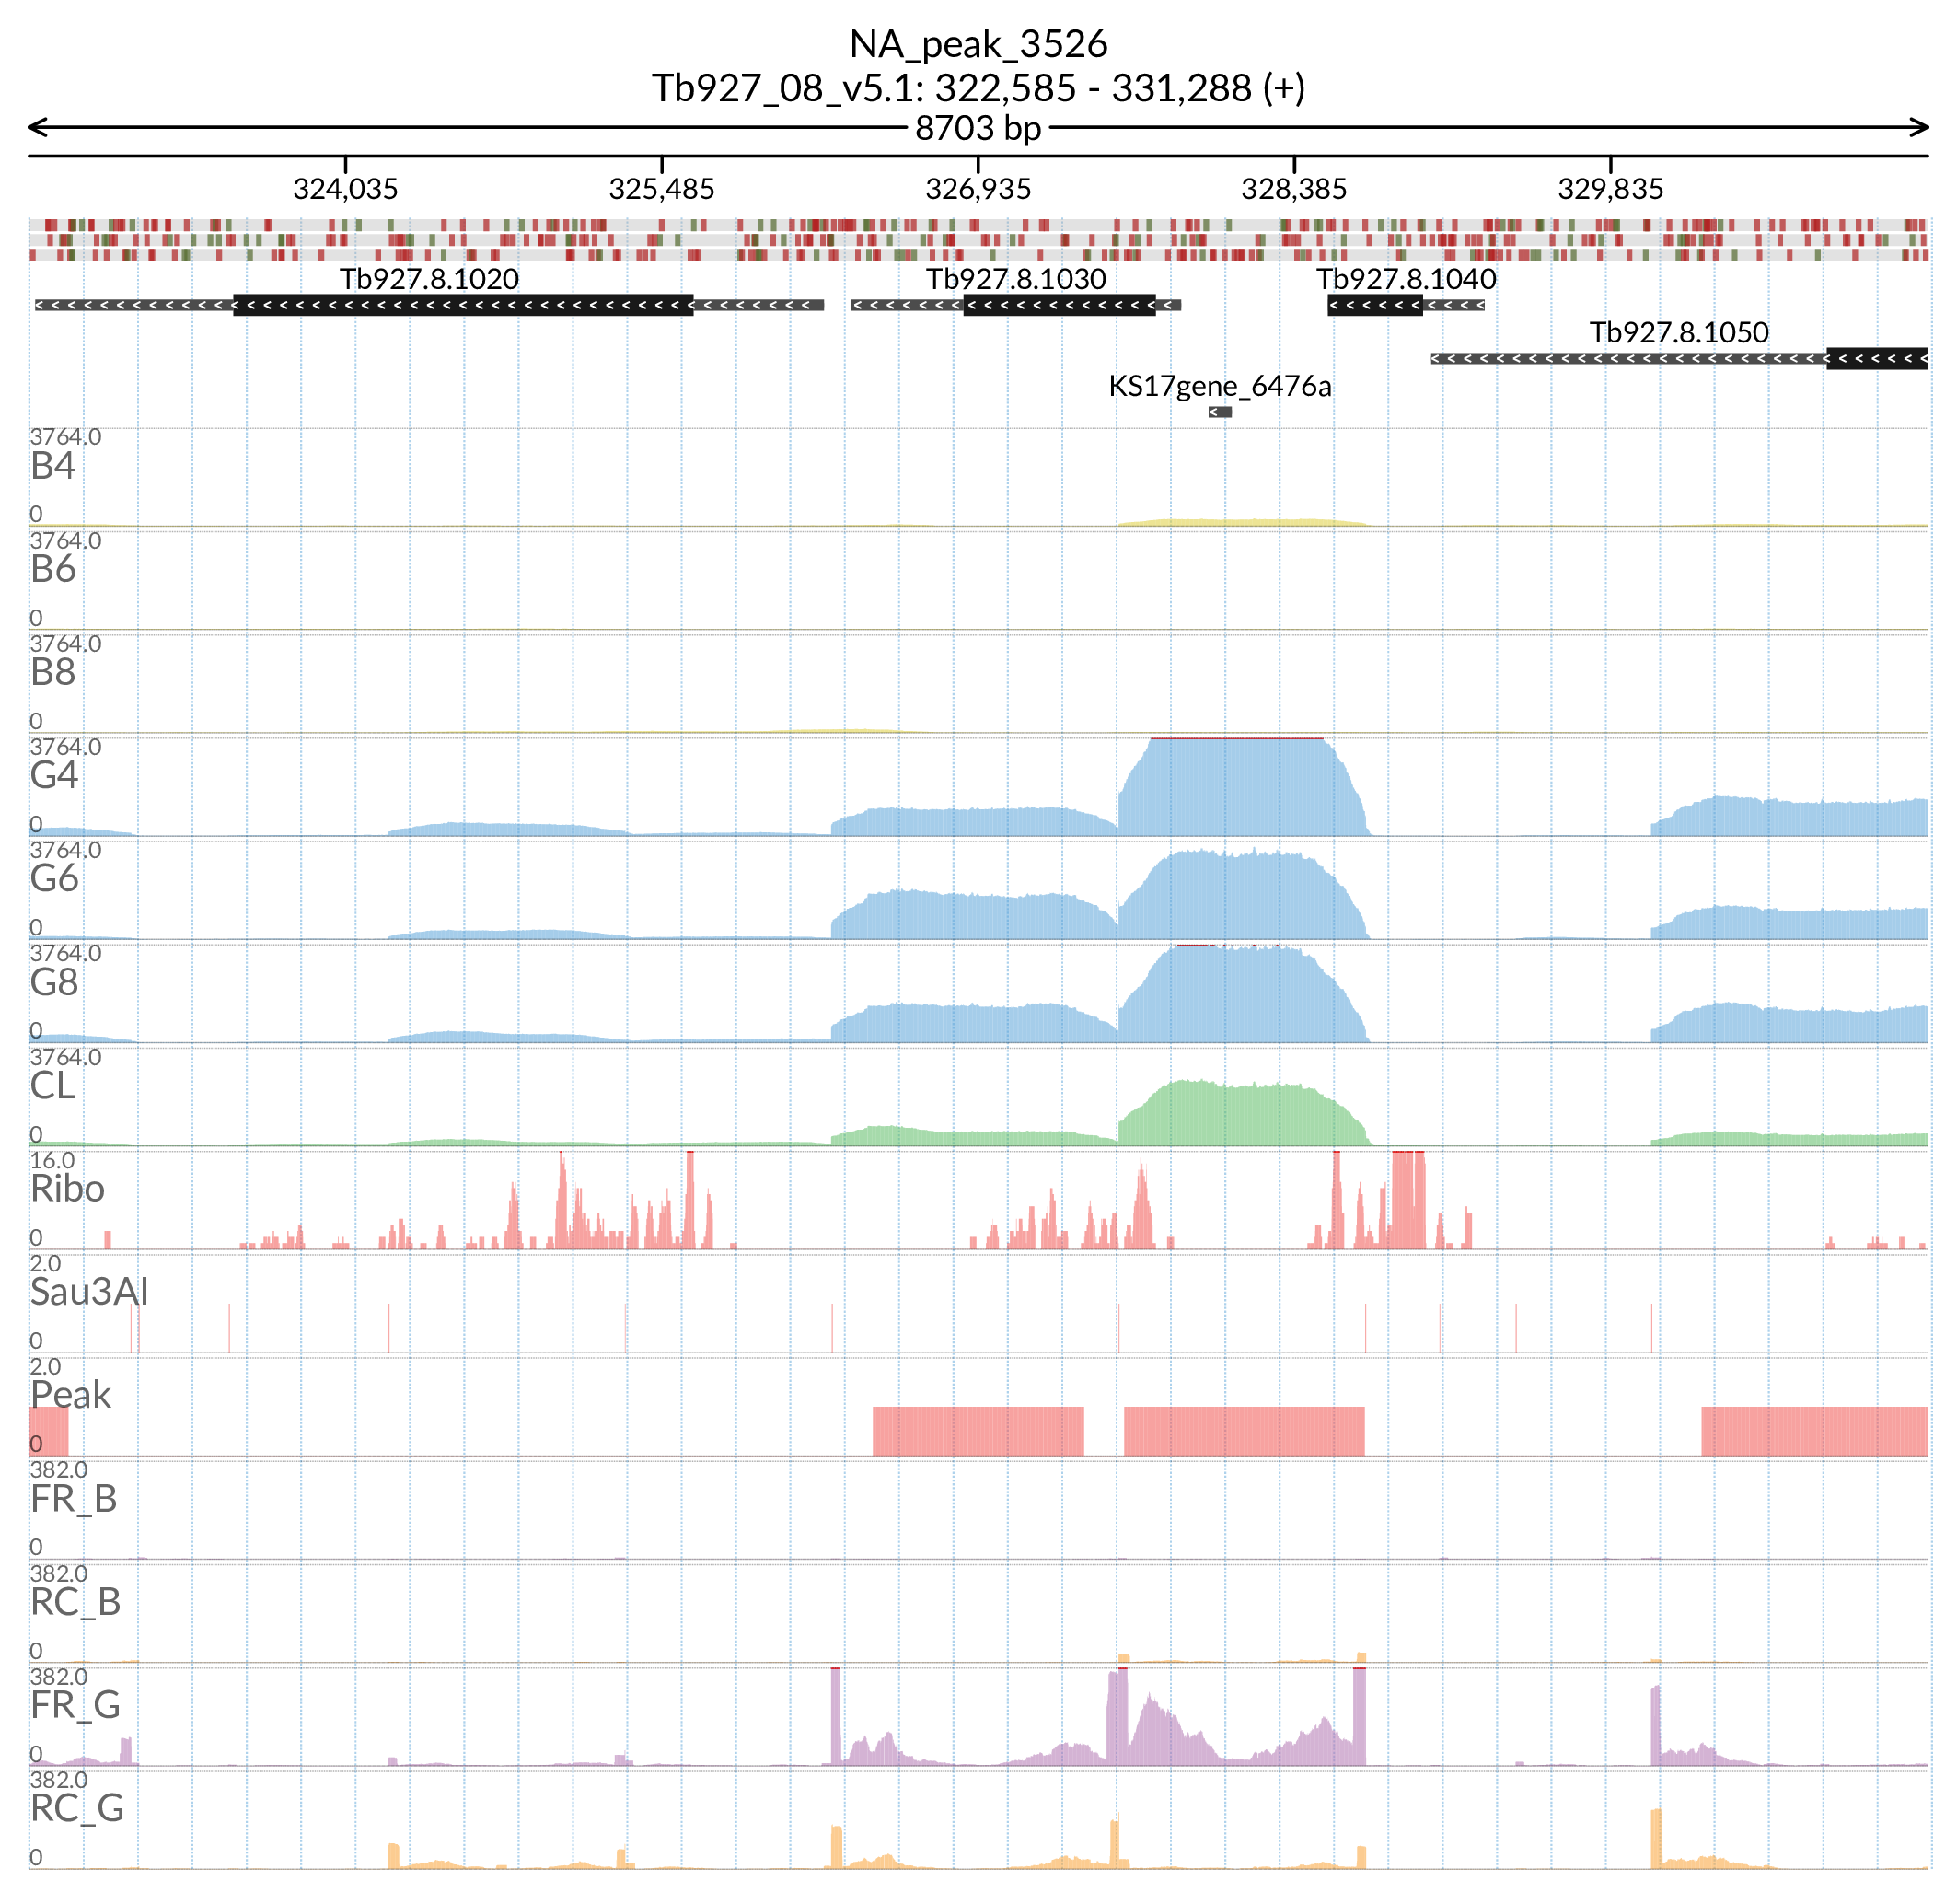 NA_peak_3526
Tb927_08_v5.1: 322,585 - 331,288 (+)
8703 bp
324,035 325,485 326,935 328,385 329,835
Tb927.8.1020 Tb927.8.1030 Tb927.8.1040
Tb927.8.1050
KS17gene_6476a
3764.0
B4
0
3764.0
B6
0
3764.0
B8
0
3764.0
G4
0
3764.0
G6
0
3764.0
G8
0
3764.0
CL
0
16.0
Ribo
0
2.0
Sau3AI
0
2.0
Peak
0
382.0
FR_B
0
382.0
RC_B
0
382.0
FR_G
0
382.0
RC_G
0